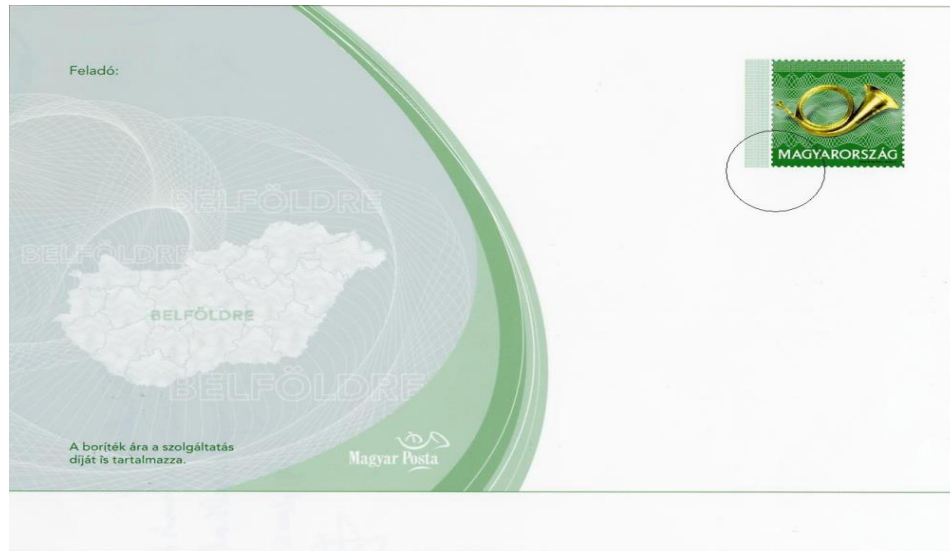 Feladó:
MAGYARORSZÁG
BELFÖLDRE
BELFÖLDRE
BELFÖLDRE
BELFÖLDRE
A boríték ára a szolgáltatás
díját is tartalmazza.
Magyar Posta